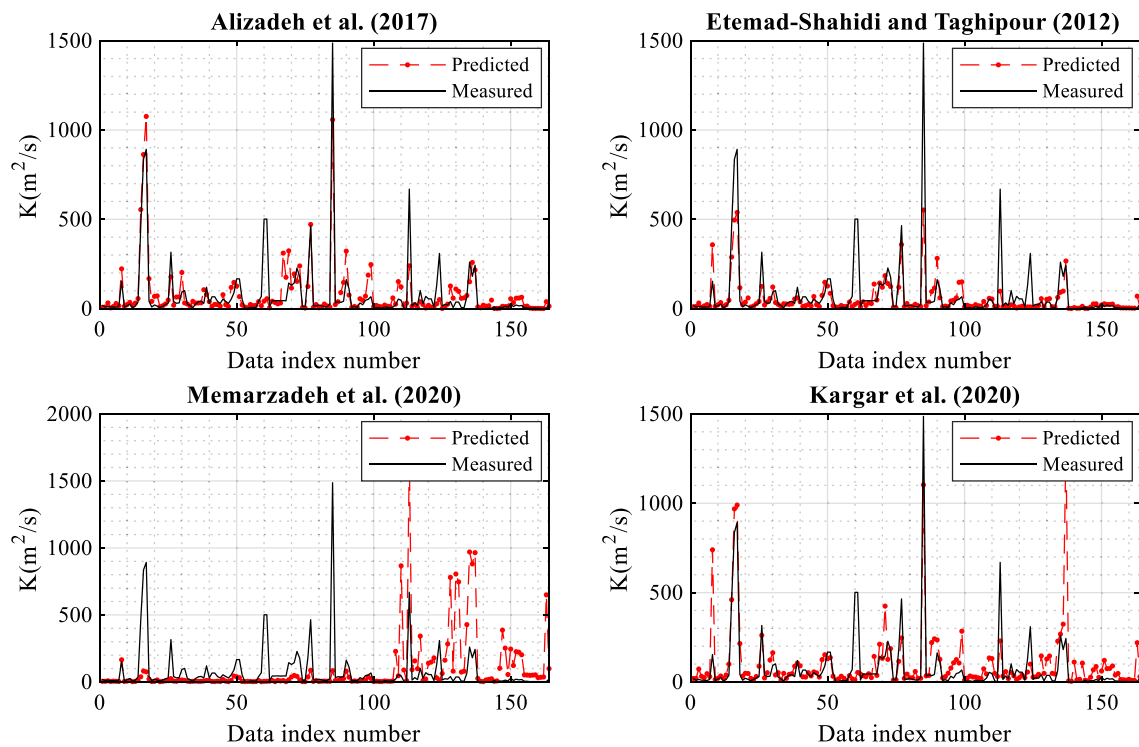 Alizadeh et al. (2017)
1500
1000
500
0
K(m²/s)
0
50
100
150
Data index number
Predicted
Measured
Etemad-Shahidi and Taghipour (2012)
1500
1000
500
0
K(m²/s)
0
50
100
150
Data index number
Predicted
Measured
Memarzadeh et al. (2020)
2000
1500
1000
500
0
K(m²/s)
0
50
100
150
Data index number
Predicted
Measured
Kargar et al. (2020)
1500
1000
500
0
K(m²/s)
0
50
100
150
Data index number
Predicted
Measured